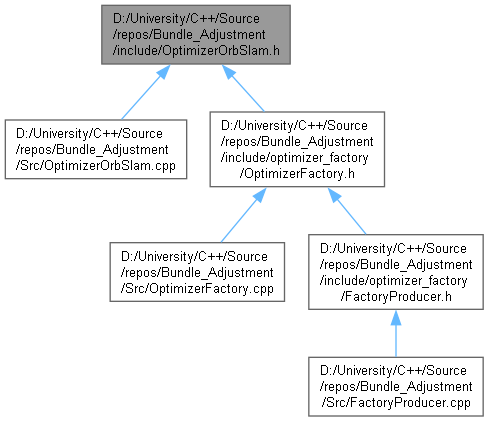 D:/University/C++/Source
/repos/Bundle_Adjustment
/include/OptimizerOrbSlam.h
D:/University/C++/Source
/repos/Bundle_Adjustment
/Src/OptimizerOrbSlam.cpp
D:/University/C++/Source
/repos/Bundle_Adjustment
/include/optimizer_factory
/OptimizerFactory.h
D:/University/C++/Source
/repos/Bundle_Adjustment
/Src/OptimizerFactory.cpp
D:/University/C++/Source
/repos/Bundle_Adjustment
/include/optimizer_factory
/FactoryProducer.h
D:/University/C++/Source
/repos/Bundle_Adjustment
/Src/FactoryProducer.cpp